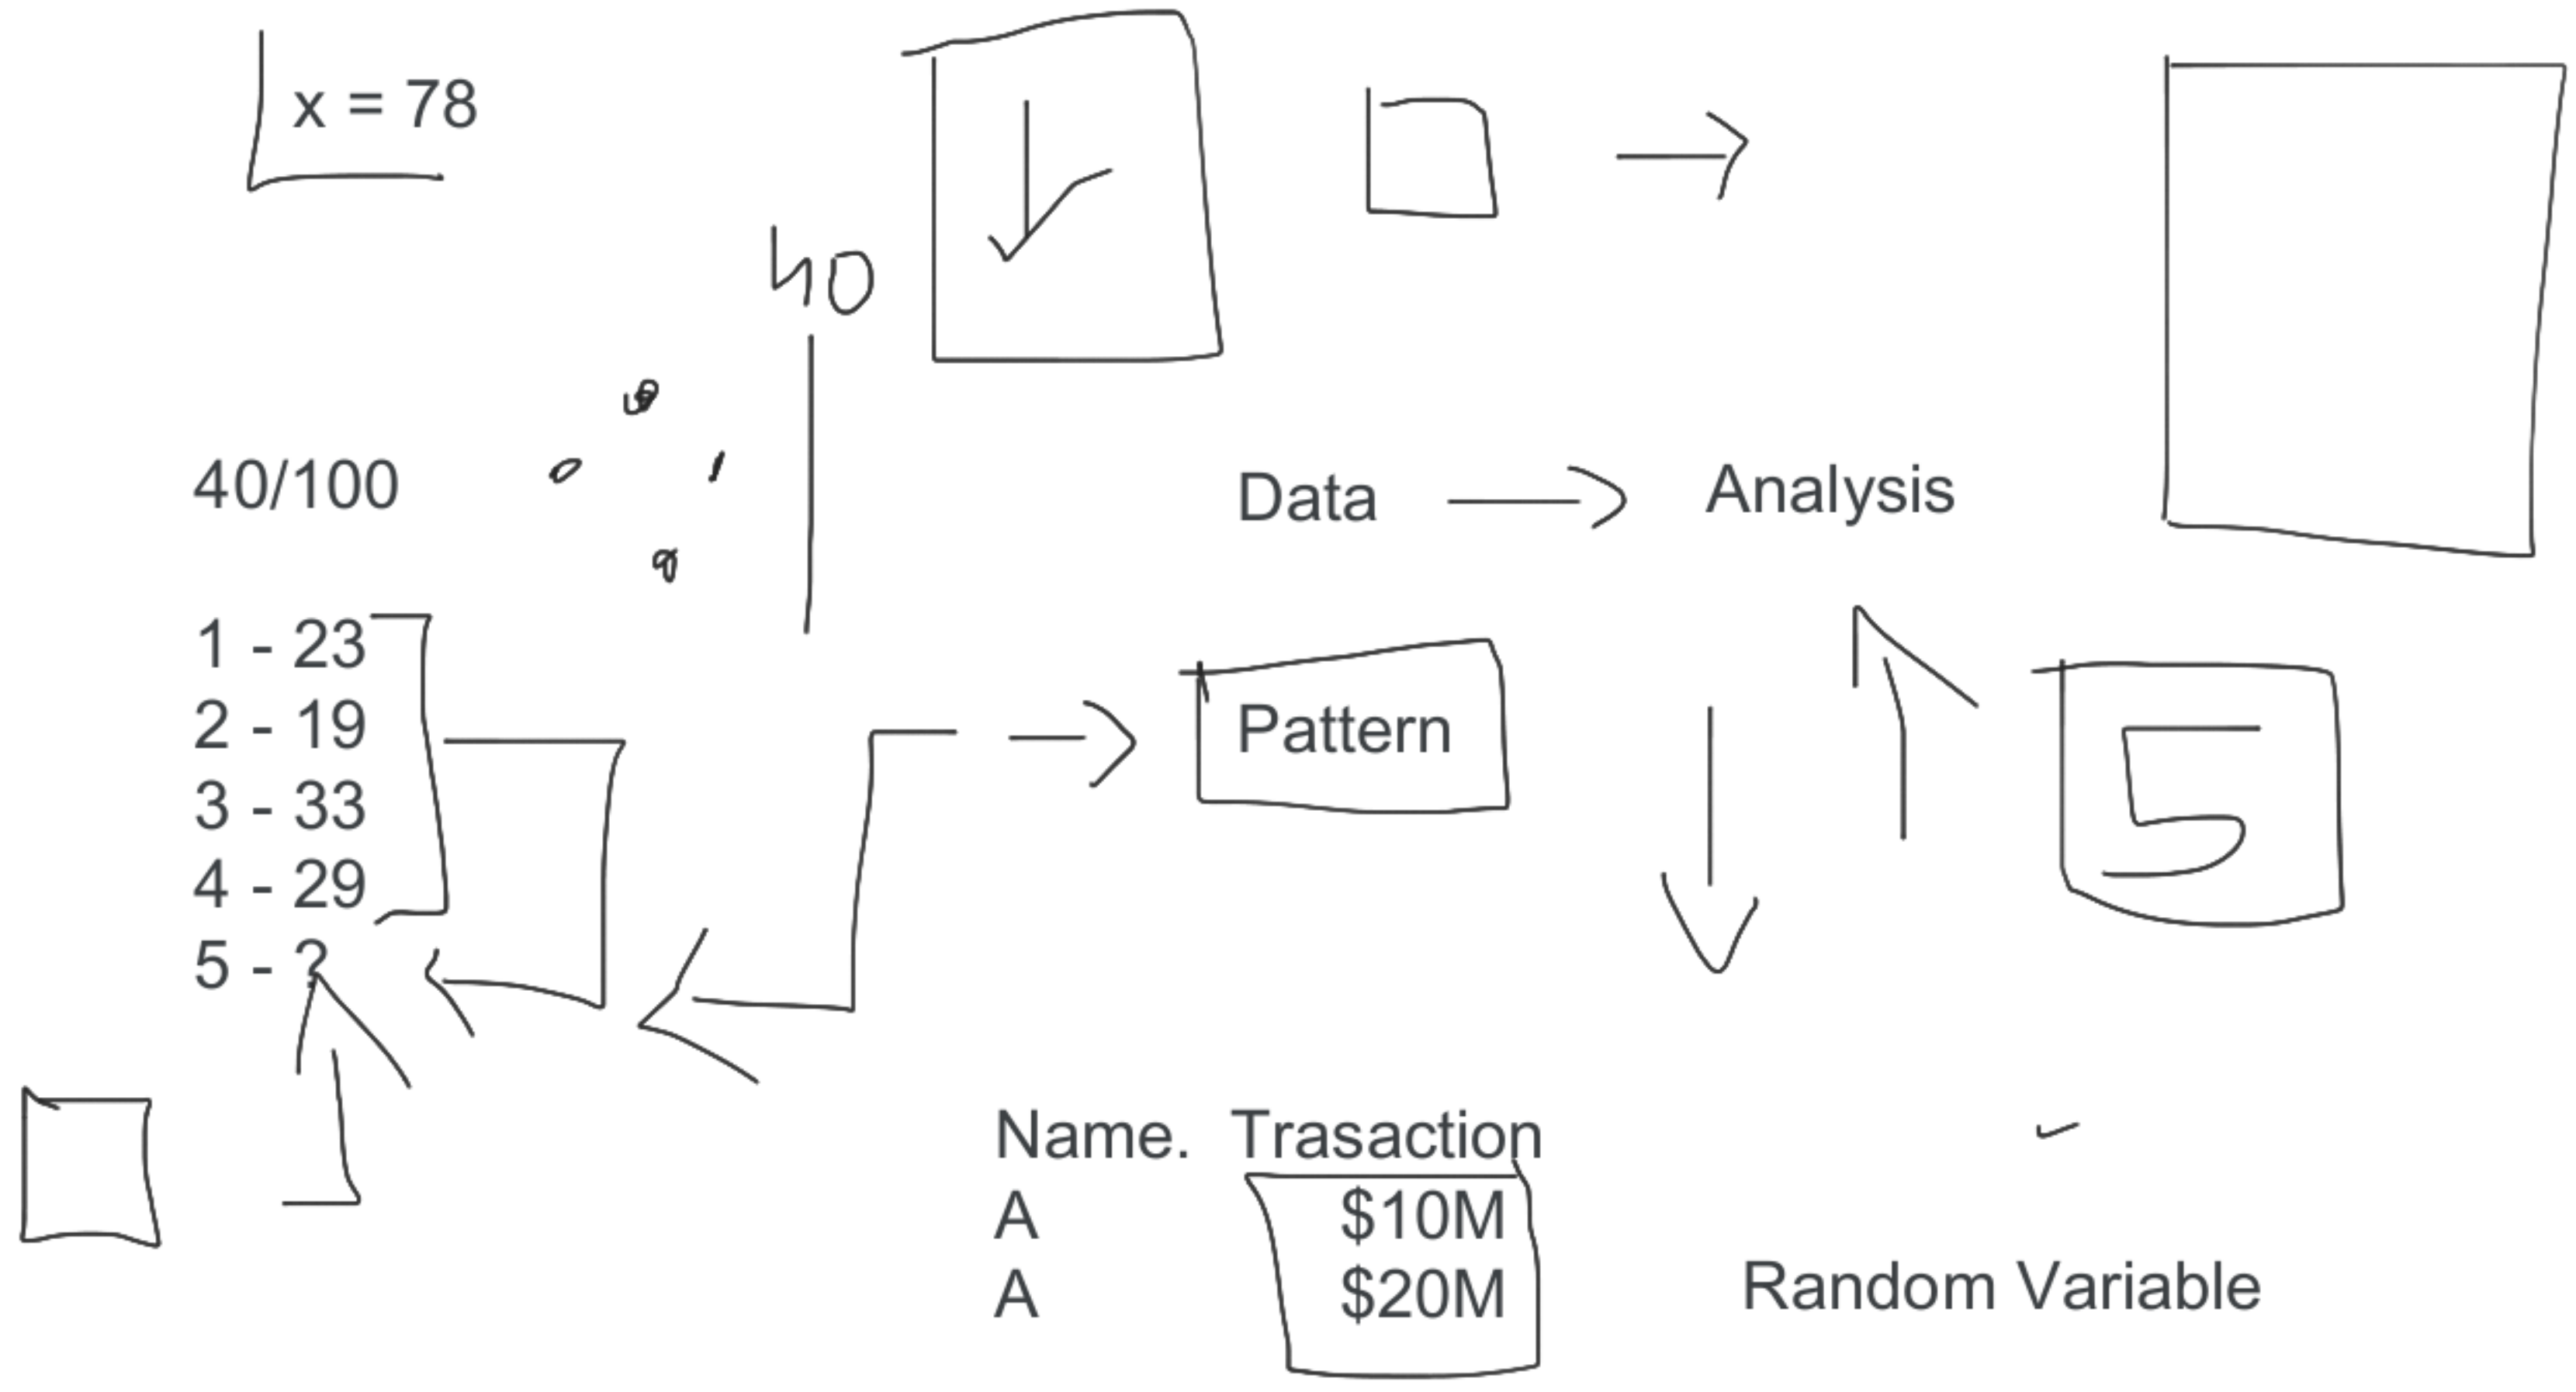 x = 78
40
40/100
Data
Analysis
1 - 23
2 - 19
3 - 33
4 - 29
5 - ?
Pattern
5
Name. Trasaction
A $10M
A $20M
Random Variable